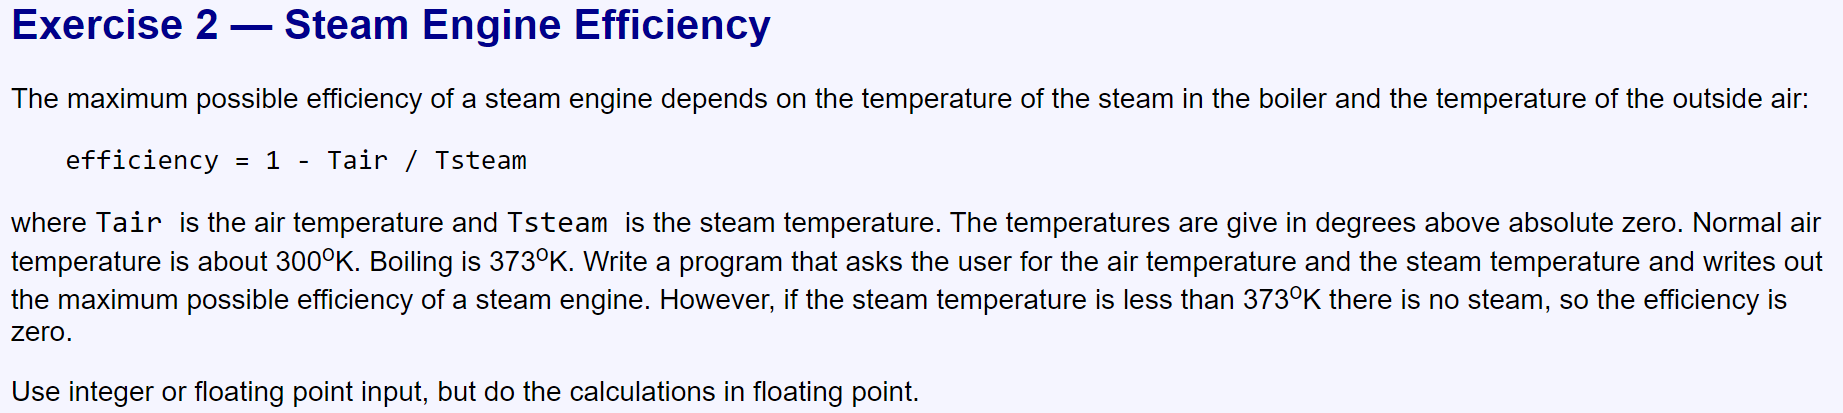 Exercise 2 — Steam Engine Efficiency
The maximum possible efficiency of a steam engine depends on the temperature of the steam in the boiler and the temperature of the outside air:
efficiency = 1 - Tair / Tsteam
where Tair is the air temperature and Tsteam is the steam temperature. The temperatures are give in degrees above absolute zero. Normal air
temperature is about 300ºK. Boiling is 373ºK. Write a program that asks the user for the air temperature and the steam temperature and writes out
the maximum possible efficiency of a steam engine. However, if the steam temperature is less than 373ºK there is no steam, so the efficiency is
zero.
Use integer or floating point input, but do the calculations in floating point.